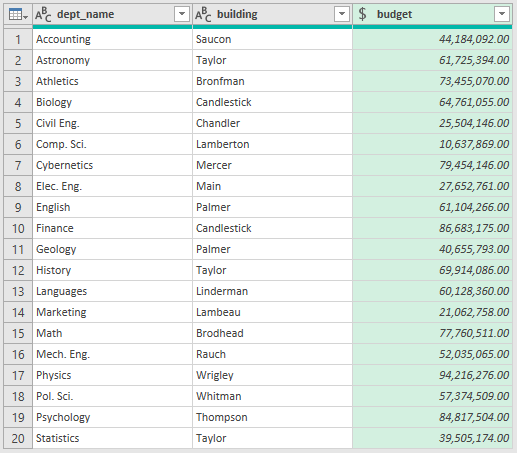 ABC dept_name ABC building $ budget
1 Accounting Saucon 44,184,092.00
2 Astronomy Taylor 61,725,394.00
3 Athletics Bronfman 73,455,070.00
4 Biology Candlestick 64,761,055.00
5 Civil Eng. Chandler 25,504,146.00
6 Comp. Sci. Lamberton 10,637,869.00
7 Cybernetics Mercer 79,454,146.00
8 Elec. Eng. Main 27,652,761.00
9 English Palmer 61,104,266.00
10 Finance Candlestick 86,683,175.00
11 Geology Palmer 40,655,793.00
12 History Taylor 69,914,086.00
13 Languages Linderman 60,128,360.00
14 Marketing Lambeau 21,062,758.00
15 Math Brodhead 77,760,511.00
16 Mech. Eng. Rauch 52,035,065.00
17 Physics Wrigley 94,216,276.00
18 Pol. Sci. Whitman 57,374,509.00
19 Psychology Thompson 84,817,504.00
20 Statistics Taylor 39,505,174.00